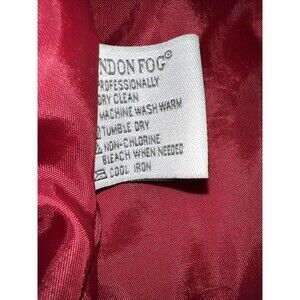 NDON FOG®
PROFESSIONALLY
DRY CLEAN
MACHINE WASH WARM
TUMBLE DRY
NON-CHLORINE
BLEACH WHEN NEEDED
COOL IRON